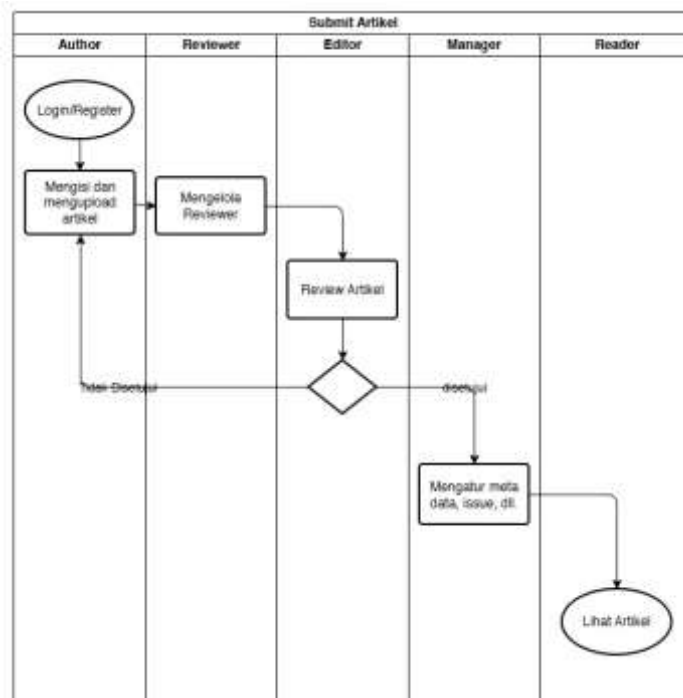 Submit Artikel
Author
Reviewer
Editor
Manager
Reader
Login/Register
Mengisi dan
mengupload
artikel
Mengelola
Reviewer
Review Artikel
Tidak Disetujui
disetujui
Mengatur meta
data, issue, dll.
Lihat Artikel